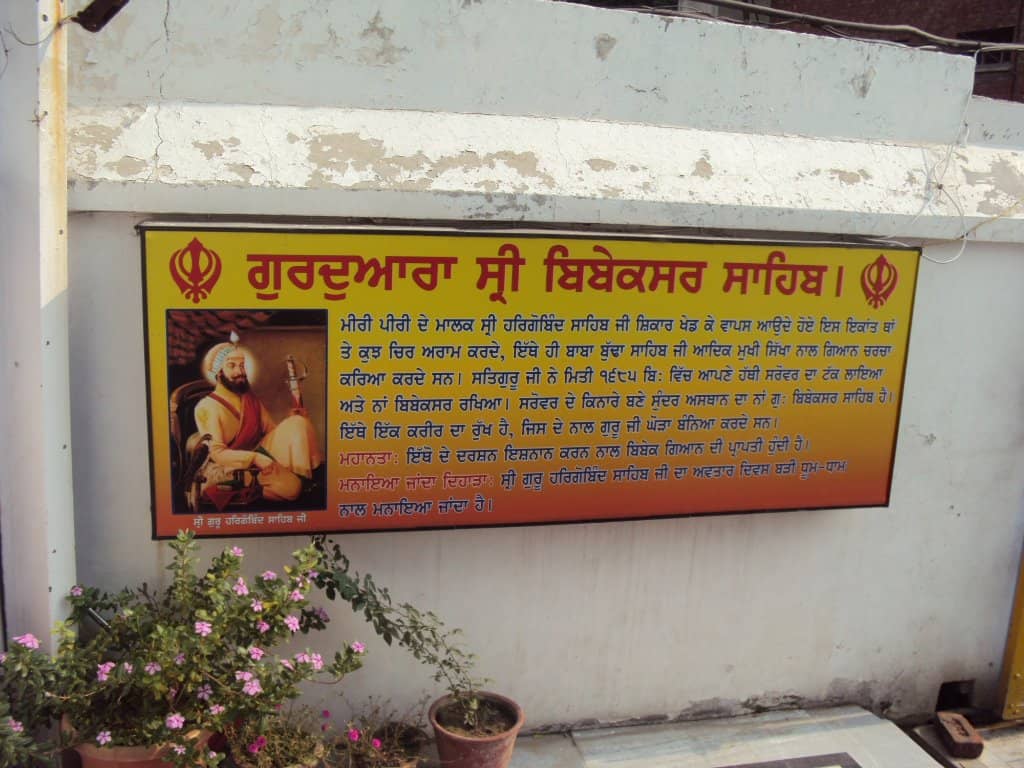 ਗੁਰਦੁਆਰਾ ਸ੍ਰੀ ਬਿਬੇਕਸਰ ਸਾਹਿਬ।
ਮੀਰੀ ਪੀਰੀ ਦੇ ਮਾਲਕ ਸ੍ਰੀ ਹਰਿਗੋਬਿੰਦ ਸਾਹਿਬ ਜੀ ਸ਼ਿਕਾਰ ਖੇਡ ਕੇ ਵਾਪਸ ਆਉਦੇ ਹੋਏ ਇਸ ਇਕਾਂਤ ਥਾਂ
ਤੇ ਕੁਝ ਚਿਰ ਅਰਾਮ ਕਰਦੇ, ਇੱਥੇ ਹੀ ਬਾਬਾ ਬੁੱਢਾ ਸਾਹਿਬ ਜੀ ਆਦਿਕ ਮੁਖੀ ਸਿੱਖਾ ਨਾਲ ਗਿਆਨ ਚਰਚਾ
ਕਰਿਆ ਕਰਦੇ ਸਨ। ਸਤਿਗੁਰੂ ਜੀ ਨੇ ਮਿਤੀ ੧੬੮੫ ਬਿ: ਵਿੱਚ ਆਪਣੇ ਹੱਥੀ ਸਰੋਵਰ ਦਾ ਟੱਕ ਲਾਇਆ
ਅਤੇ ਨਾਂ ਬਿਬੇਕਸਰ ਰਖਿਆ। ਸਰੋਵਰ ਦੇ ਕਿਨਾਰੇ ਬਣੇ ਸੁੰਦਰ ਅਸਥਾਨ ਦਾ ਨਾਂ ਗੁ: ਬਿਬੇਕਸਰ ਸਾਹਿਬ ਹੈ।
ਇੱਥੇ ਇੱਕ ਕਰੀਰ ਦਾ ਰੁੱਖ ਹੈ, ਜਿਸ ਦੇ ਨਾਲ ਗੁਰੂ ਜੀ ਘੋੜਾ ਬੰਨਿਆ ਕਰਦੇ ਸਨ।
ਮਹਾਨਤਾ: ਇੱਥੋ ਦੇ ਦਰਸ਼ਨ ਇਸ਼ਨਾਨ ਕਰਨ ਨਾਲ ਬਿਬੇਕ ਗਿਆਨ ਦੀ ਪ੍ਰਾਪਤੀ ਹੁੰਦੀ ਹੈ।
ਮਨਾਇਆ ਜਾਂਦਾ ਦਿਹਾੜਾ: ਸ੍ਰੀ ਗੁਰੂ ਹਰਿਗੋਬਿੰਦ ਸਾਹਿਬ ਜੀ ਦਾ ਅਵਤਾਰ ਦਿਵਸ ਬੜੀ ਧੂਮ-ਧਾਮ
ਨਾਲ ਮਨਾਇਆ ਜਾਂਦਾ ਹੈ।
ਸ੍ਰੀ ਗੁਰੂ ਹਰਿਗੋਬਿੰਦ ਸਾਹਿਬ ਜੀ